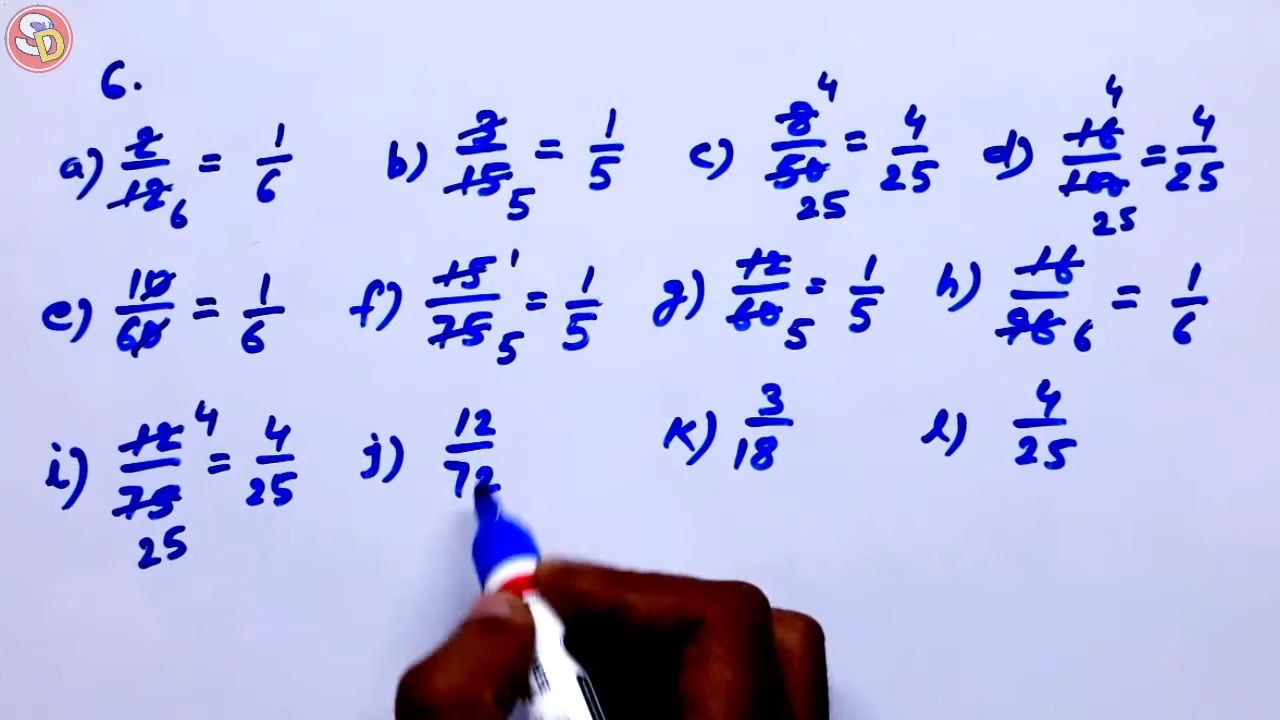 SD
6.
a) 2/12 6 = 1/6 b) 3/15 5 = 1/5 c) 8/50 4 25 = 4/25 d) 16/100 4 25 = 4/25
e) 10/60 = 1/6 f) 15/75 1 5 = 1/5 g) 12/60 5 = 1/5 h) 16/96 6 = 1/6
i) 12/75 4 25 = 4/25 j) 12/72 k) 3/18 l) 4/25